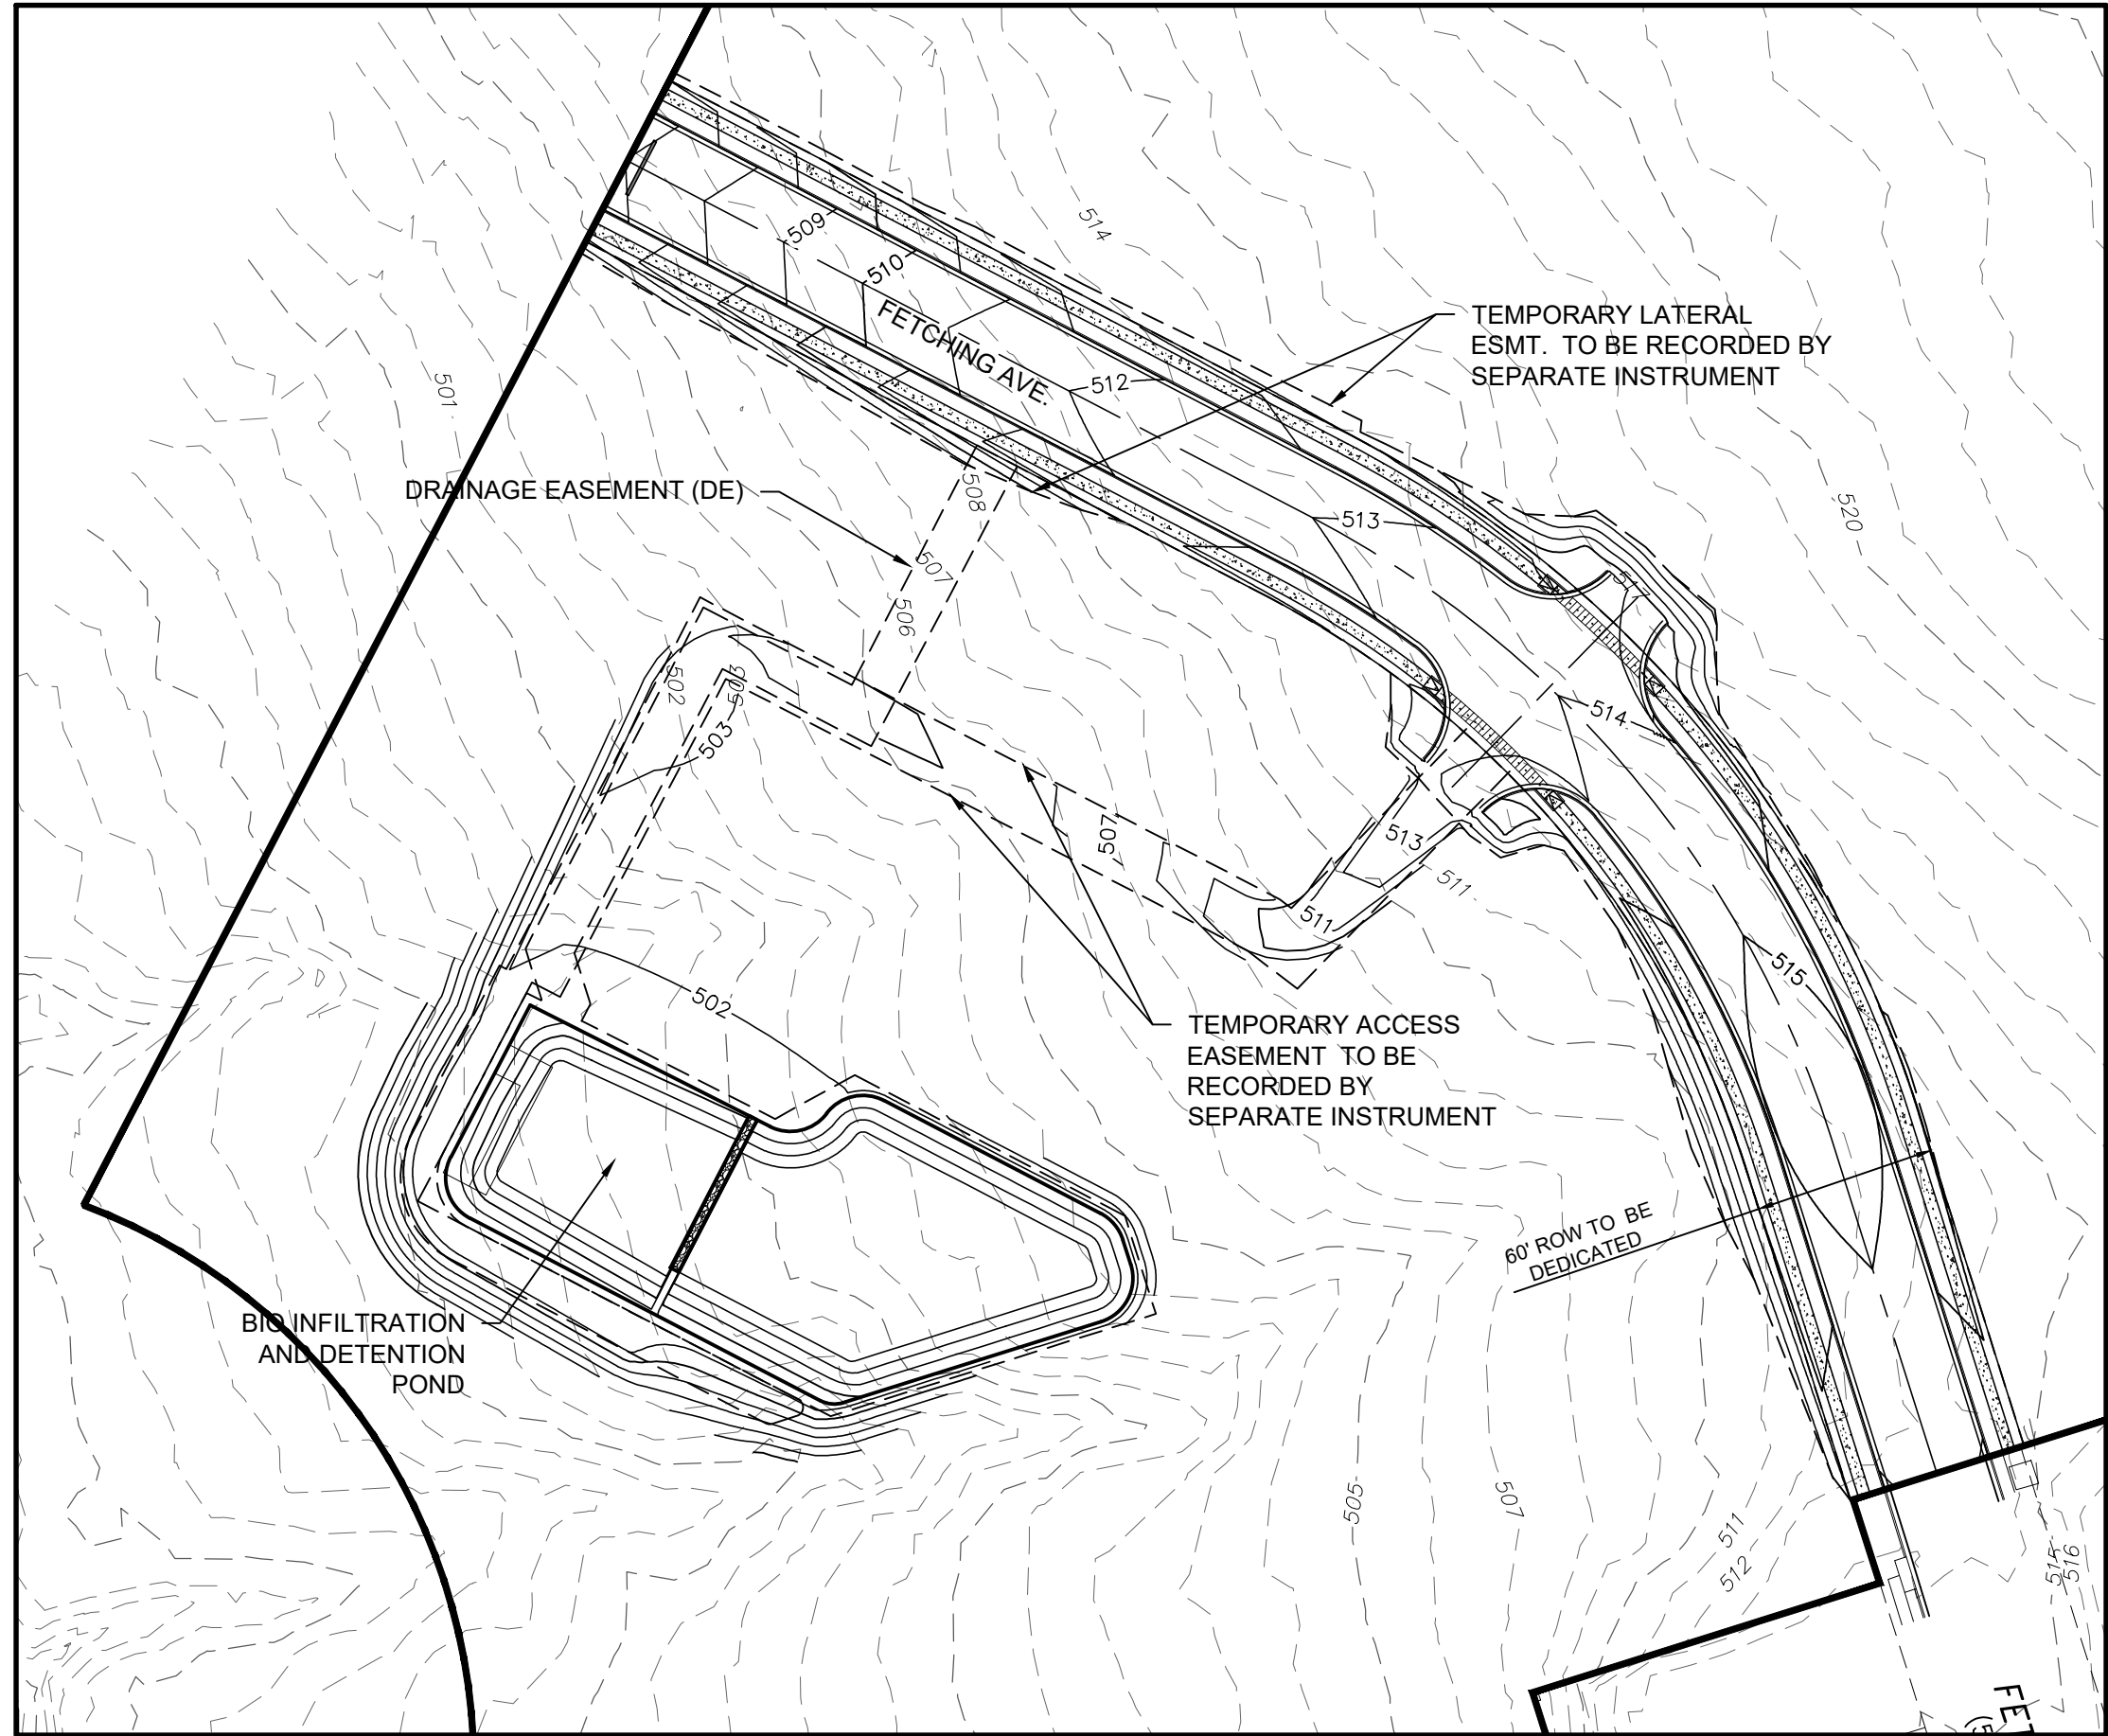 509
510
FETCHING AVE.
514
TEMPORARY LATERAL
ESMT. TO BE RECORDED BY
SEPARATE INSTRUMENT
501
512
DRAINAGE EASEMENT (DE)
508
513
520
507
506
502
505
503
514
507
513
511
511
515
502
TEMPORARY ACCESS
EASEMENT TO BE
RECORDED BY
SEPARATE INSTRUMENT
60' ROW TO BE
DEDICATED
BIO INFILTRATION
AND DETENTION
POND
505
507
511
512
515
516